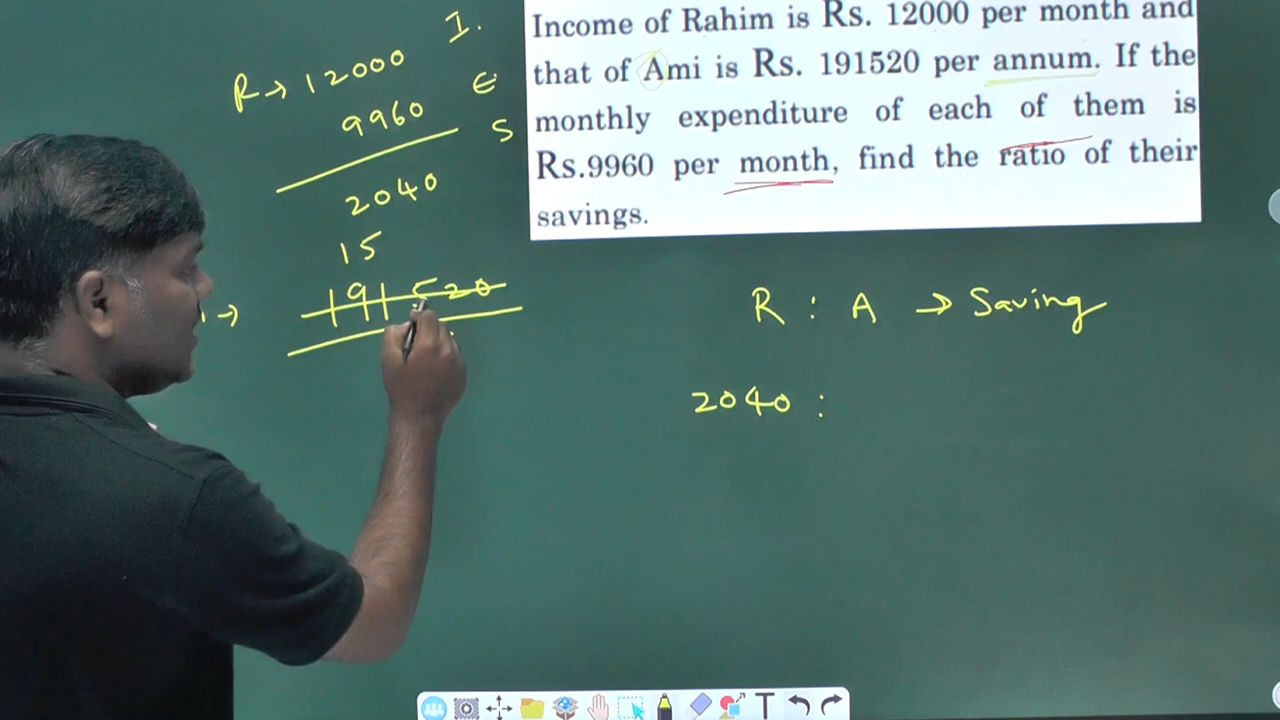 I.
R → 12000
9960
E
S
2040
15
→ 191520
Income of Rahim is Rs. 12000 per month and
that of Ami is Rs. 191520 per annum. If the
monthly expenditure of each of them is
Rs.9960 per month, find the ratio of their
savings.
R : A → Saving
2040 :
T